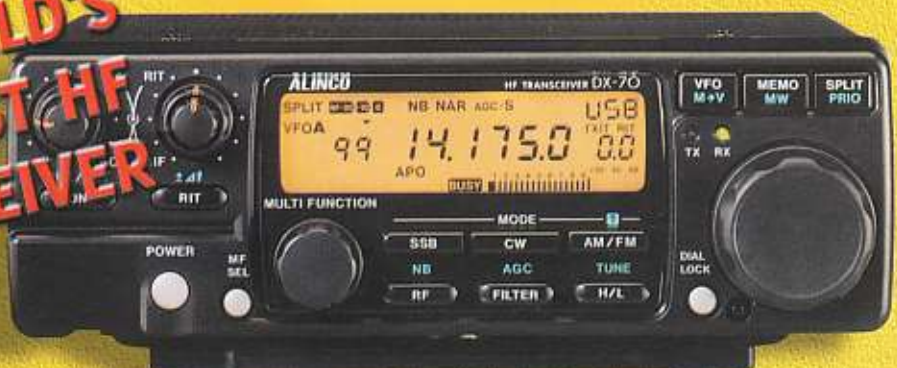 ALINCO HF TRANSCEIVER DX-70
SPLIT NB NAR AGC-S USB
VFOA
99 14.175.0 0.0
APO
BUSY
RIT
IF
RIT
MULTI FUNCTION
POWER
MF SEL
MODE
SSB CW AM/FM
NB AGC TUNE
RF FILTER H/L
VFO MEMO SPLIT
M▸V MW PRIO
TX RX
DIAL LOCK
HF